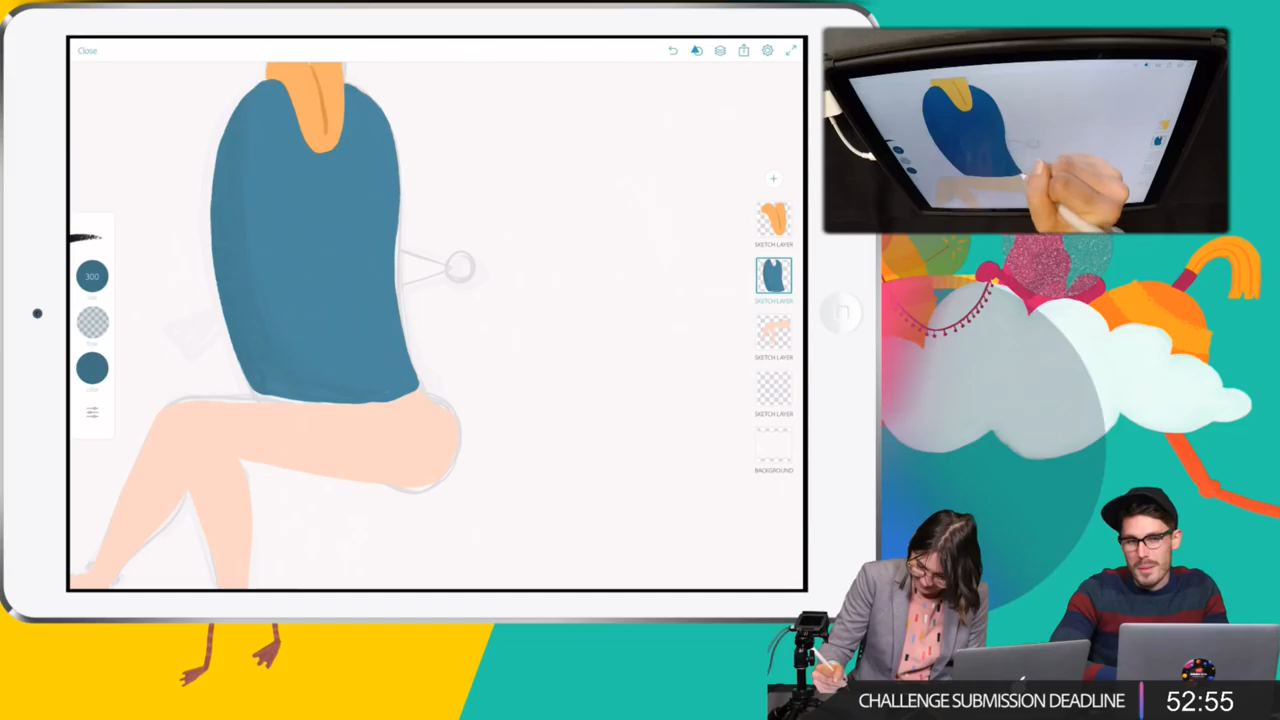 Close
SKETCH LAYER
SKETCH LAYER
300
SKETCH LAYER
SKETCH LAYER
BACKGROUND
CHALLENGE SUBMISSION DEADLINE
52:55